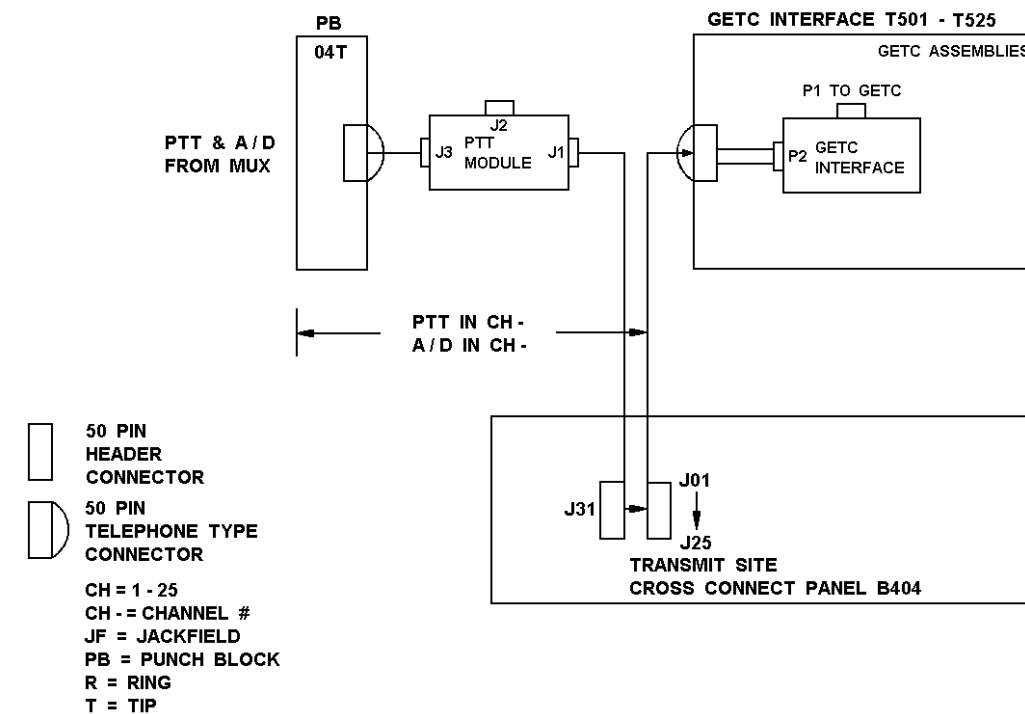 PB
04T
GETC INTERFACE T501 - T525
GETC ASSEMBLIES
P1 TO GETC
PTT & A/D
FROM MUX
J2
J3
PTT
MODULE
J1
P2
GETC
INTERFACE
PTT IN CH -
A/D IN CH -
50 PIN
HEADER
CONNECTOR
50 PIN
TELEPHONE TYPE
CONNECTOR
J31
J01
J25
TRANSMIT SITE
CROSS CONNECT PANEL B404
CH = 1 - 25
CH - = CHANNEL #
JF = JACKFIELD
PB = PUNCH BLOCK
R = RING
T = TIP